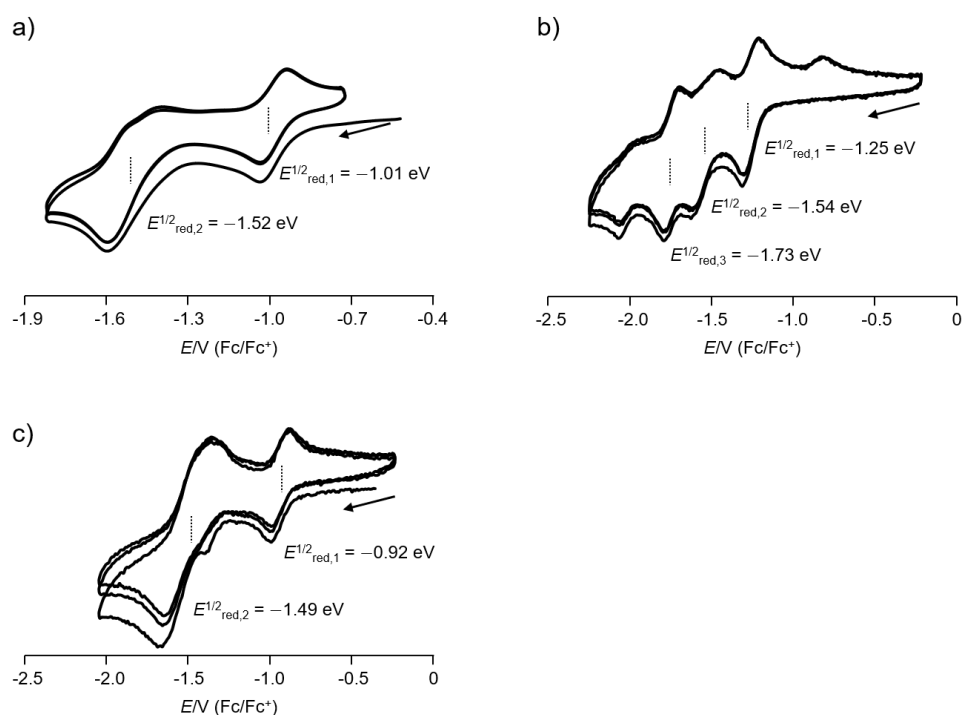 a)
E1/2red,1 = −1.01 eV
E1/2red,2 = −1.52 eV
-1.9 -1.6 -1.3 -1.0 -0.7 -0.4
E/V (Fc/Fc+)
b)
E1/2red,1 = −1.25 eV
E1/2red,2 = −1.54 eV
E1/2red,3 = −1.73 eV
-2.5 -2.0 -1.5 -1.0 -0.5 0
E/V (Fc/Fc+)
c)
E1/2red,1 = −0.92 eV
E1/2red,2 = −1.49 eV
-2.5 -2.0 -1.5 -1.0 -0.5 0
E/V (Fc/Fc+)